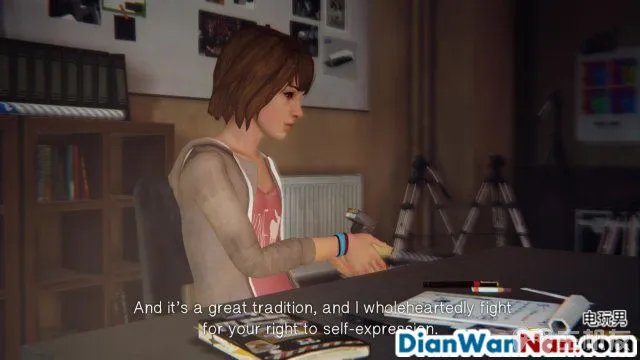 And it's a great tradition, and I wholeheartedly fight
for your right to self-expression.
电玩男
DianWanNan.com